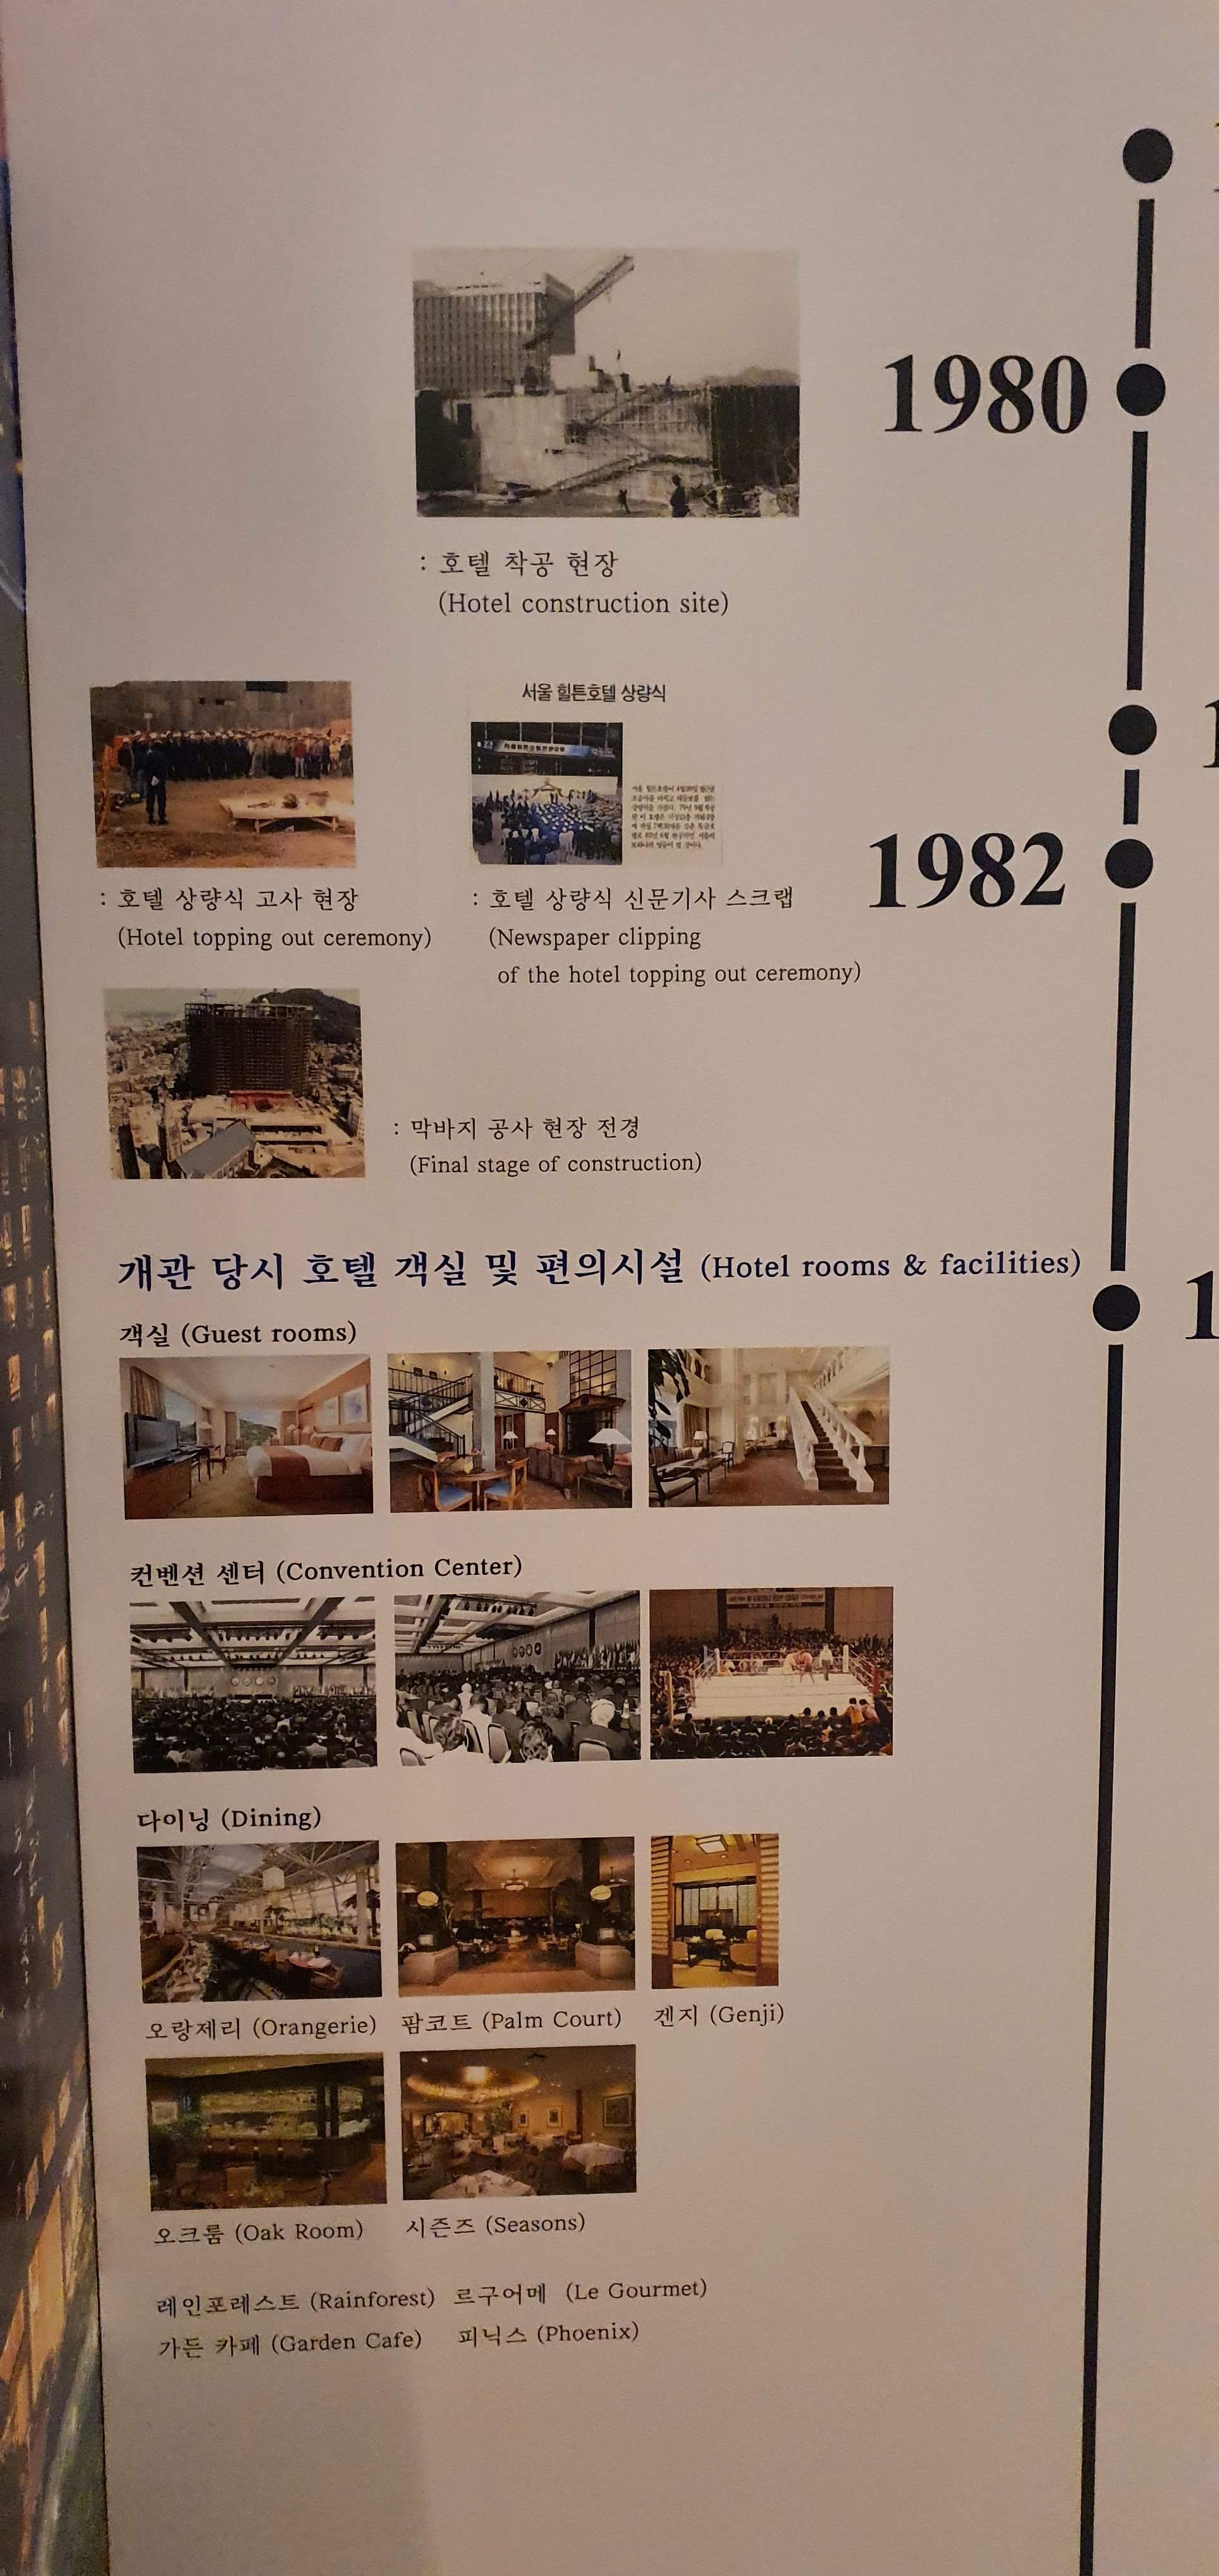 1980
: 호텔 착공 현장
(Hotel construction site)
서울 힐튼호텔 상량식
1982
: 호텔 상량식 고사 현장
(Hotel topping out ceremony)
: 호텔 상량식 신문기사 스크랩
(Newspaper clipping
of the hotel topping out ceremony)
: 막바지 공사 현장 전경
(Final stage of construction)
개관 당시 호텔 객실 및 편의시설 (Hotel rooms & facilities)
객실 (Guest rooms)
컨벤션 센터 (Convention Center)
다이닝 (Dining)
오랑제리 (Orangerie) 팜코트 (Palm Court) 겐지 (Genji)
오크룸 (Oak Room) 시즌즈 (Seasons)
레인포레스트 (Rainforest) 르구어메 (Le Gourmet)
가든 카페 (Garden Cafe) 피닉스 (Phoenix)